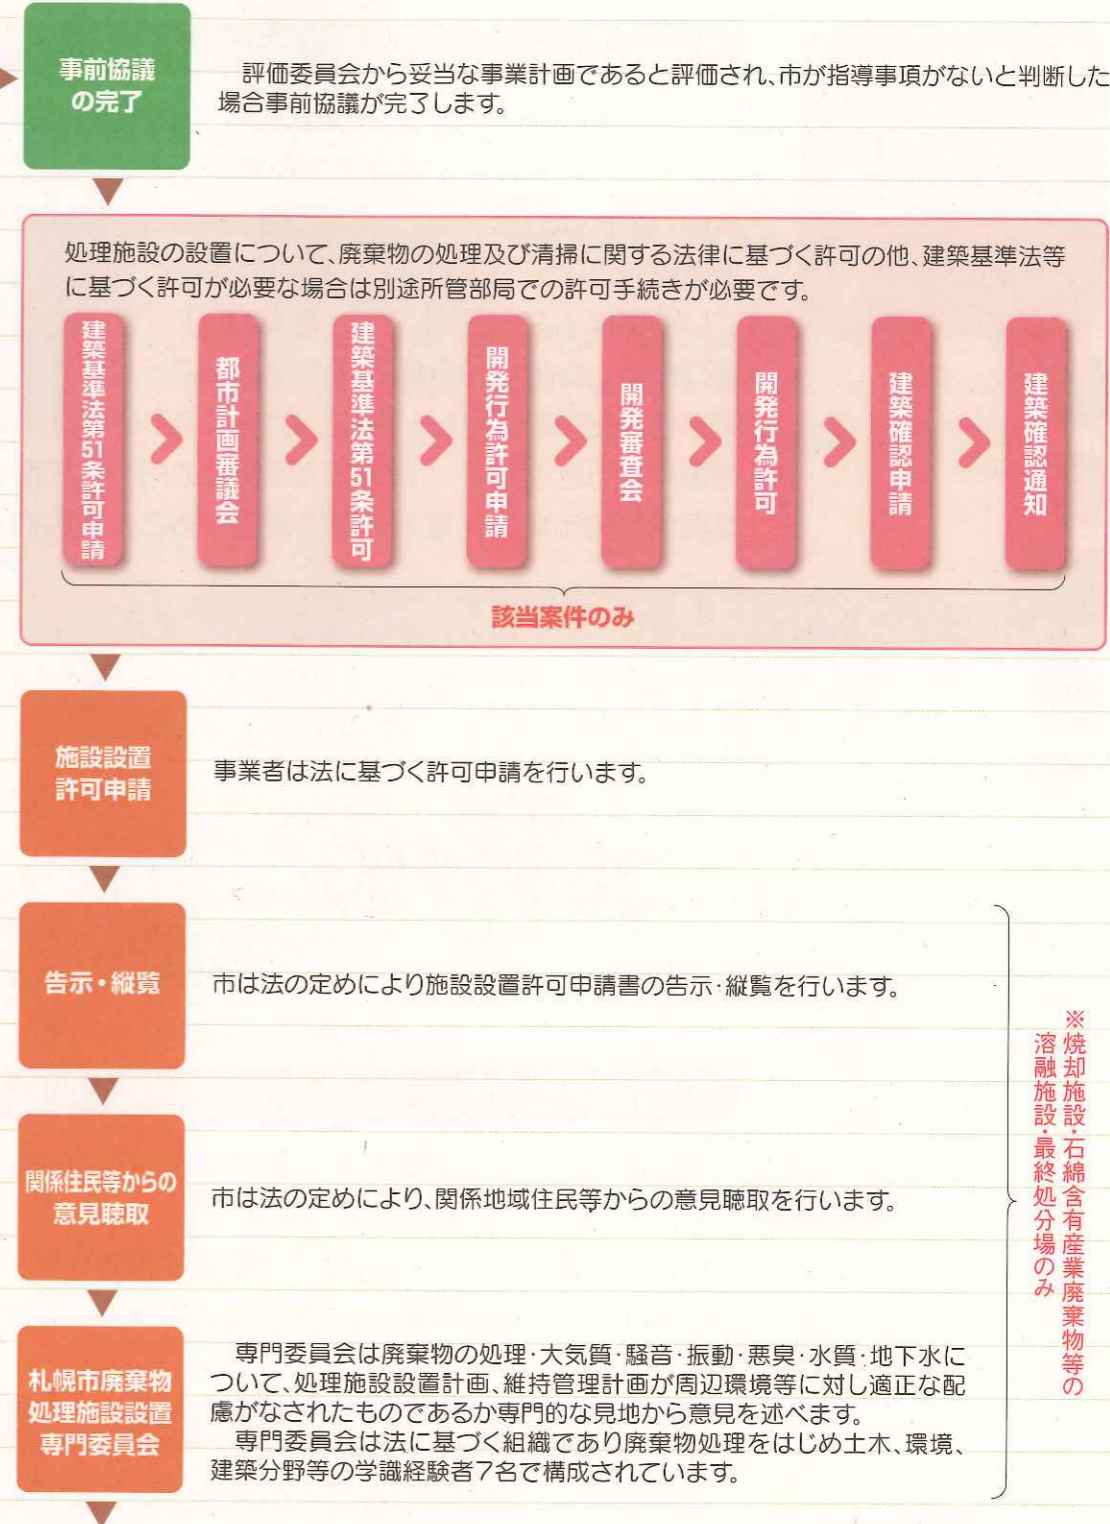 事前協議
の完了
評価委員会から妥当な事業計画であると評価され、市が指導事項がないと判断した
場合事前協議が完了します。
処理施設の設置について、廃棄物の処理及び清掃に関する法律に基づく許可の他、建築基準法等
に基づく許可が必要な場合は別途所管部局での許可手続きが必要です。
建築基準法第51条許可申請
都市計画審議会
建築基準法第51条許可
開発行為許可申請
開発審査会
開発行為許可
建築確認申請
建築確認通知
該当案件のみ
施設設置
許可申請
事業者は法に基づく許可申請を行います。
告示・縦覧
市は法の定めにより施設設置許可申請書の告示・縦覧を行います。
関係住民等からの
意見聴取
市は法の定めにより、関係地域住民等からの意見聴取を行います。
札幌市廃棄物
処理施設設置
専門委員会
専門委員会は廃棄物の処理・大気質・騒音・振動・悪臭・水質・地下水に
ついて、処理施設設置計画、維持管理計画が周辺環境等に対し適正な配
慮がなされたものであるか専門的な見地から意見を述べます。
専門委員会は法に基づく組織であり廃棄物処理をはじめ土木、環境、
建築分野等の学識経験者7名で構成されています。
※焼却施設・石綿含有産業廃棄物等の
溶融施設・最終処分場のみ